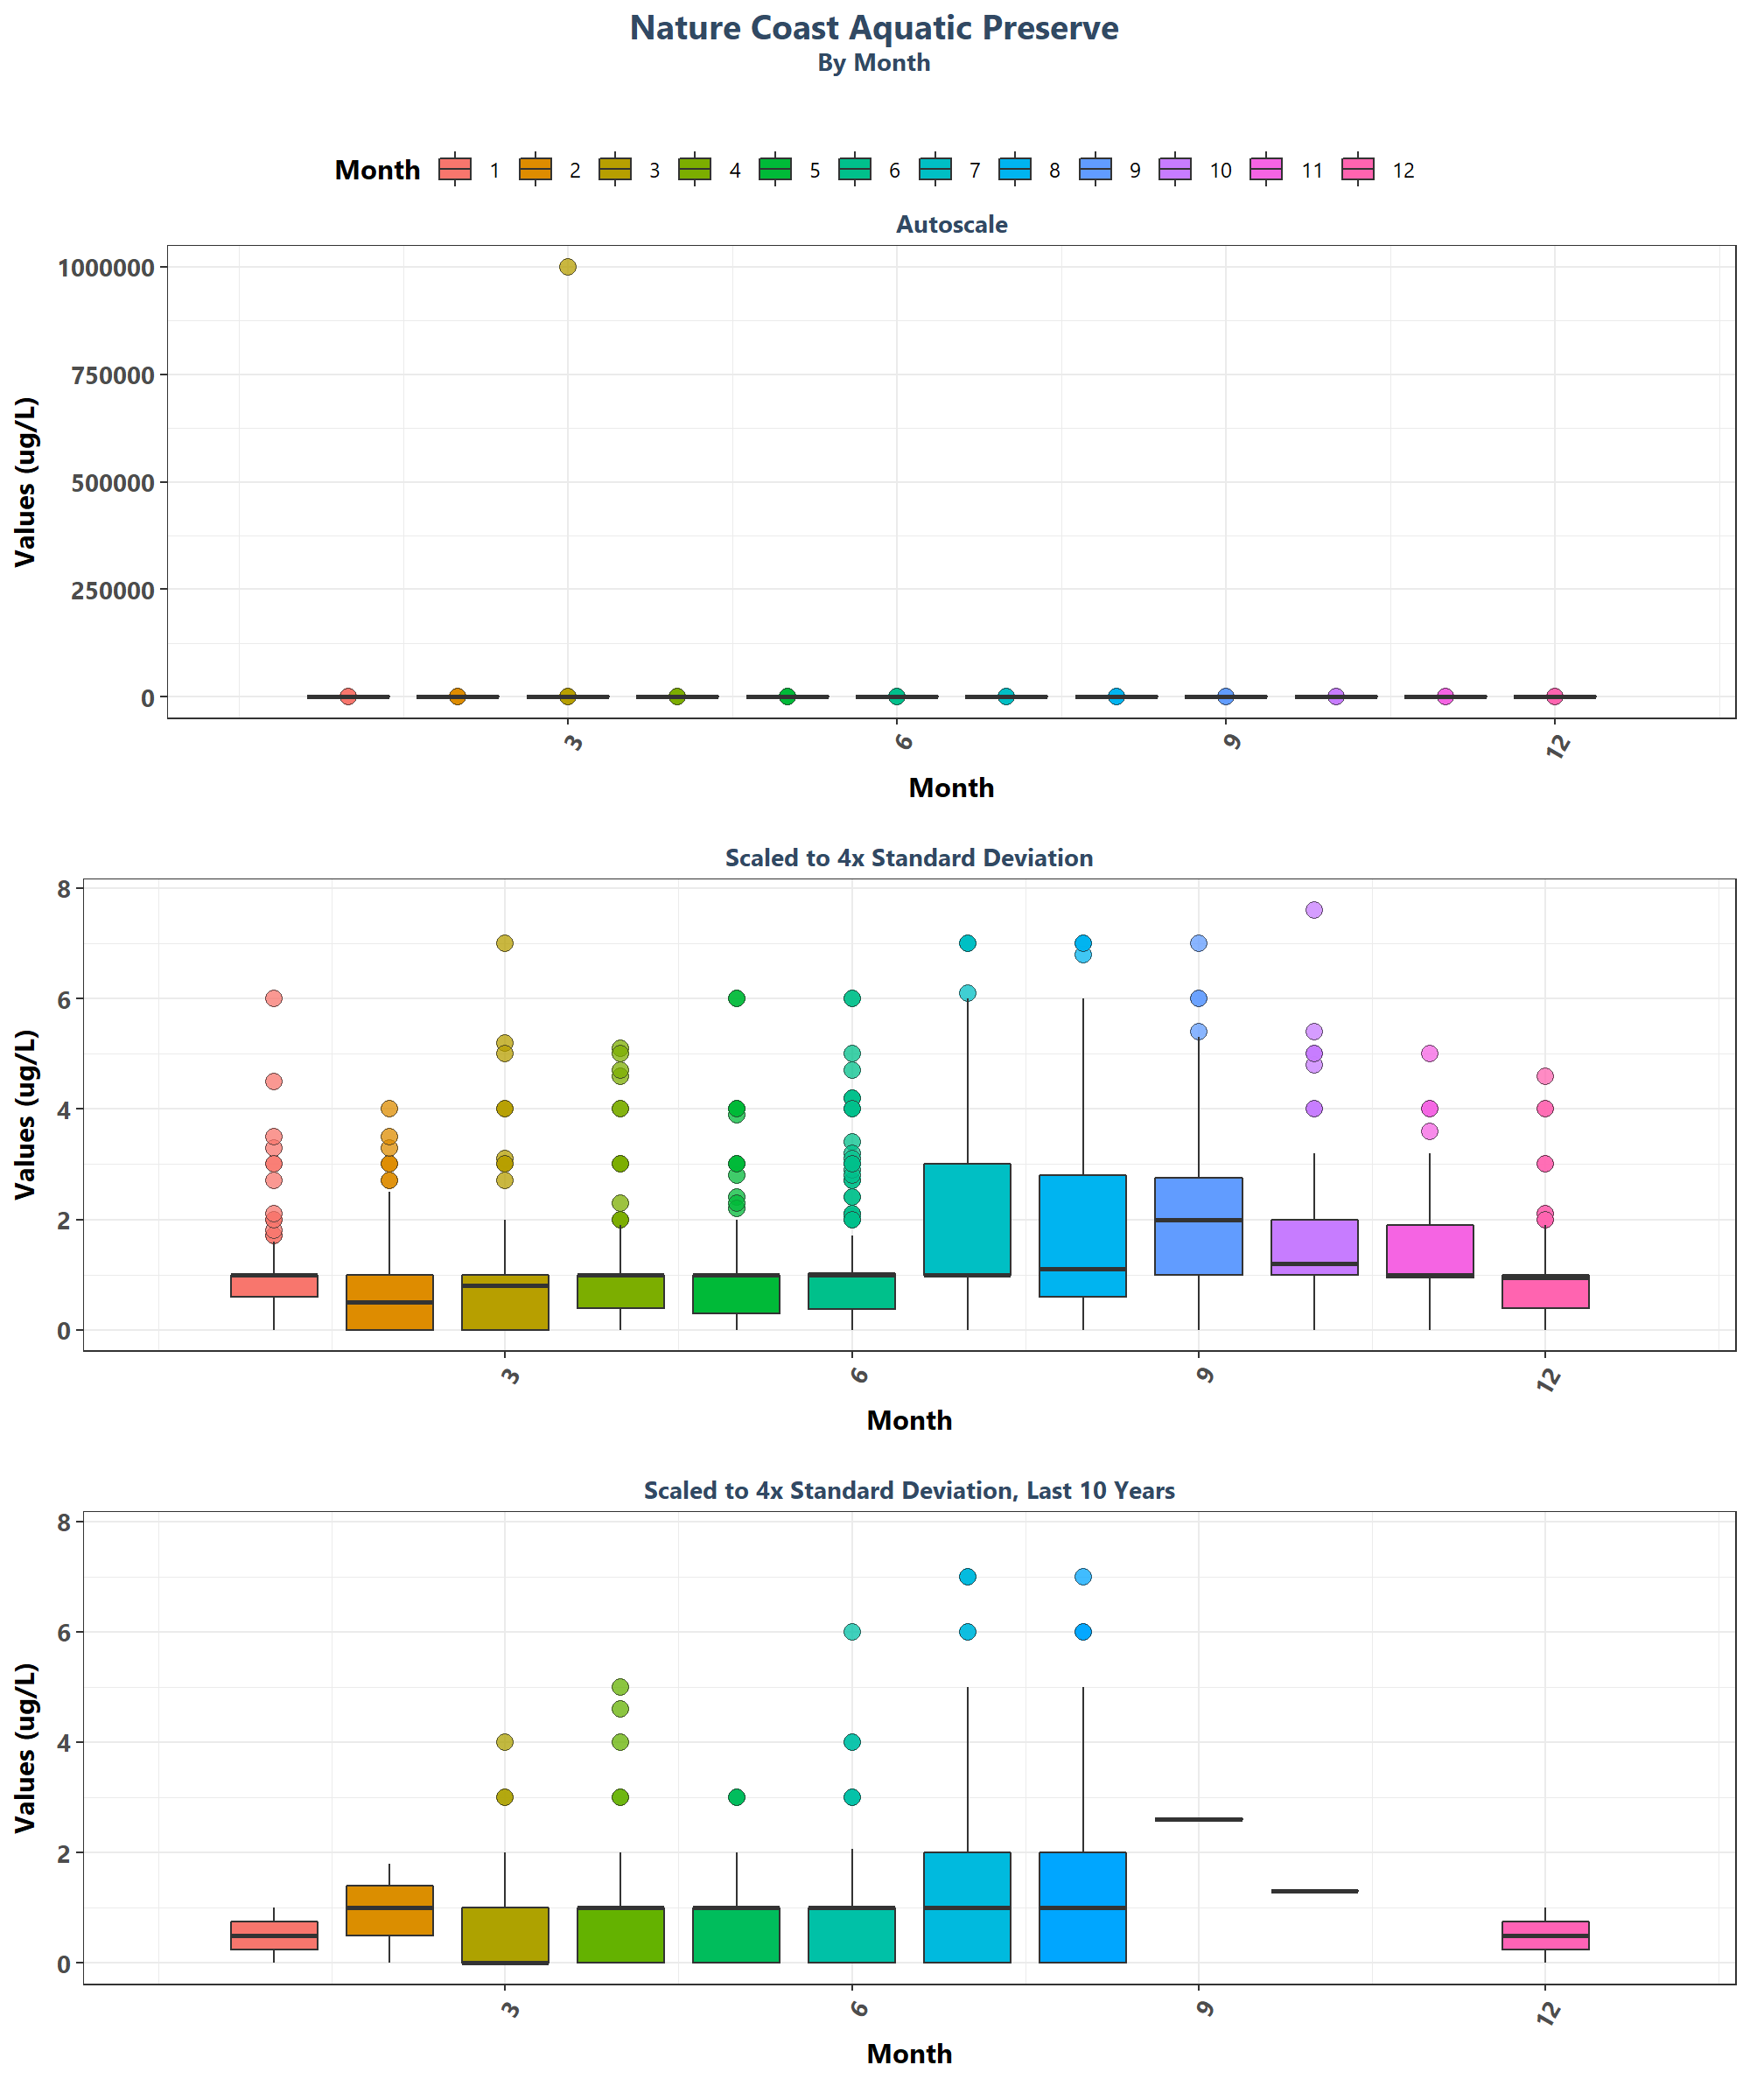 Nature Coast Aquatic Preserve
By Month
Month 1 2 3 4 5 6 7 8 9 10 11 12
Autoscale
1000000
750000
500000
250000
0
Values (ug/L)
3 6 9 12
Month
Scaled to 4x Standard Deviation
8
6
4
2
0
Values (ug/L)
3 6 9 12
Month
Scaled to 4x Standard Deviation, Last 10 Years
8
6
4
2
0
Values (ug/L)
3 6 9 12
Month